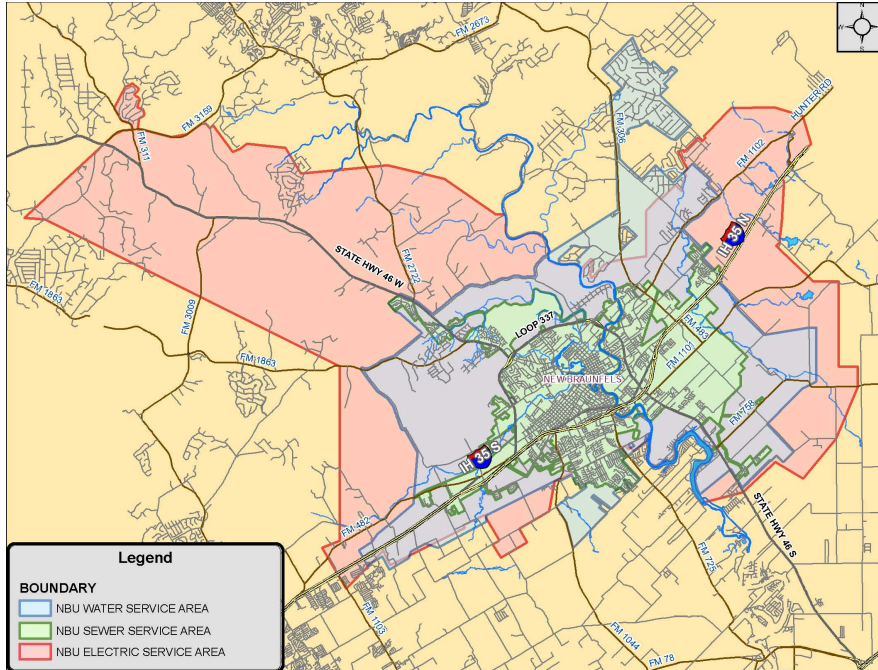 N
W
E
S
FM 2673
HUNTER RD
FM 3159
FM 311
FM 306
FM 1102
IH 35 N
STATE HWY 46 W
FM 2722
FM 1863
FM 3009
LOOP 337
FM 483
FM 1863
FM 1101
NEW BRAUNFELS
FM 758
IH 35 S
FM 482
STATE HWY 46 S
FM 725
FM 1103
FM 1044
FM 78
Legend
BOUNDARY
NBU WATER SERVICE AREA
NBU SEWER SERVICE AREA
NBU ELECTRIC SERVICE AREA